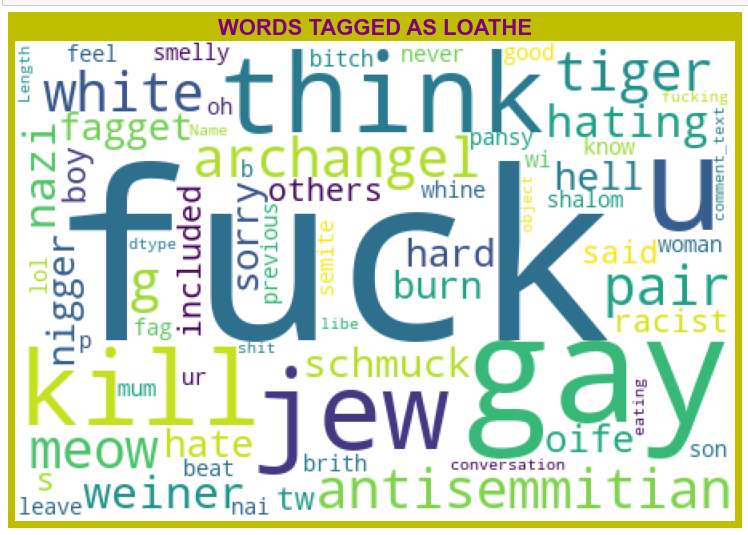 WORDS TAGGED AS LOATHE
Length
feel
smelly
bitch
never
good
white
oh
think
tiger
fucking
fagget
Name
hating
comment_text
nazi
boy
archangel
pansy
know
wi
b
others
whine
hell
shalom
u
fuck
included
sorry
previous
semite
object
dtype
hard
said
woman
lol
nigger
g
burn
pair
fag
p
libe
racist
shit
kill
mum
ur
jew
schmuck
gay
eating
meow
hate
beat
brith
conversation
oife
son
s
leave
weiner
nai
tw
antisemmitian